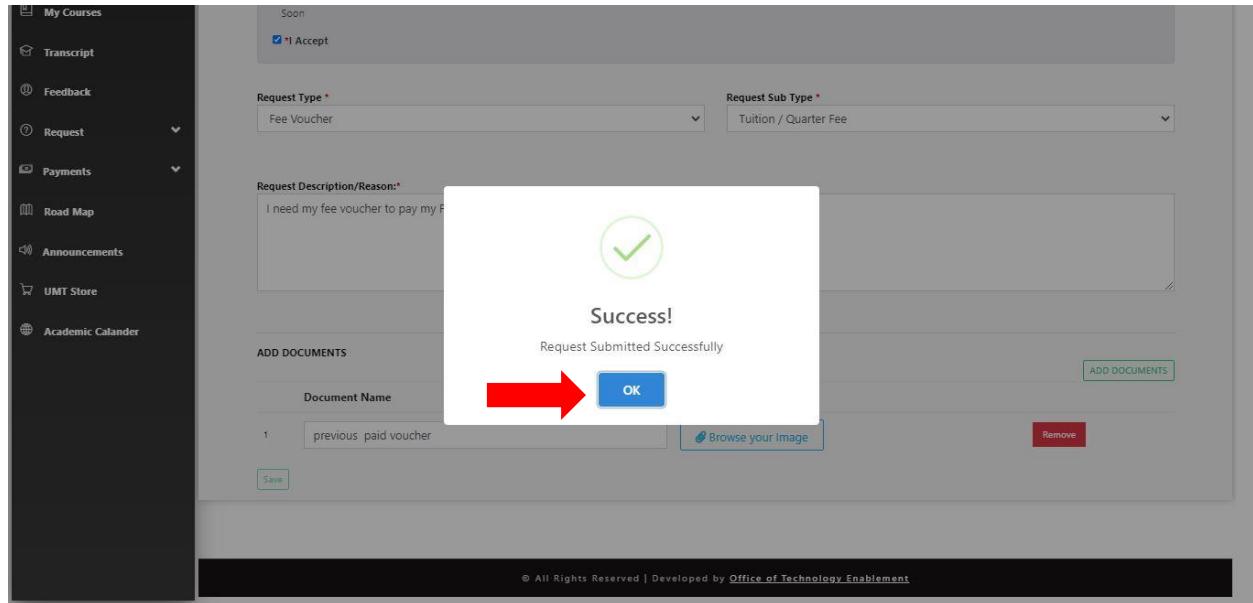 My Courses
Transcript
Feedback
Request
Payments
Road Map
Announcements
UMT Store
Academic Calander
Soon
*I Accept
Request Type *
Request Sub Type *
Fee Voucher
Tuition / Quarter Fee
Request Description/Reason:*
I need my fee voucher to pay my F
Success!
Request Submitted Successfully
OK
ADD DOCUMENTS
ADD DOCUMENTS
Document Name
1
previous paid voucher
Browse your Image
Remove
Save
© All Rights Reserved | Developed by Office of Technology Enablement